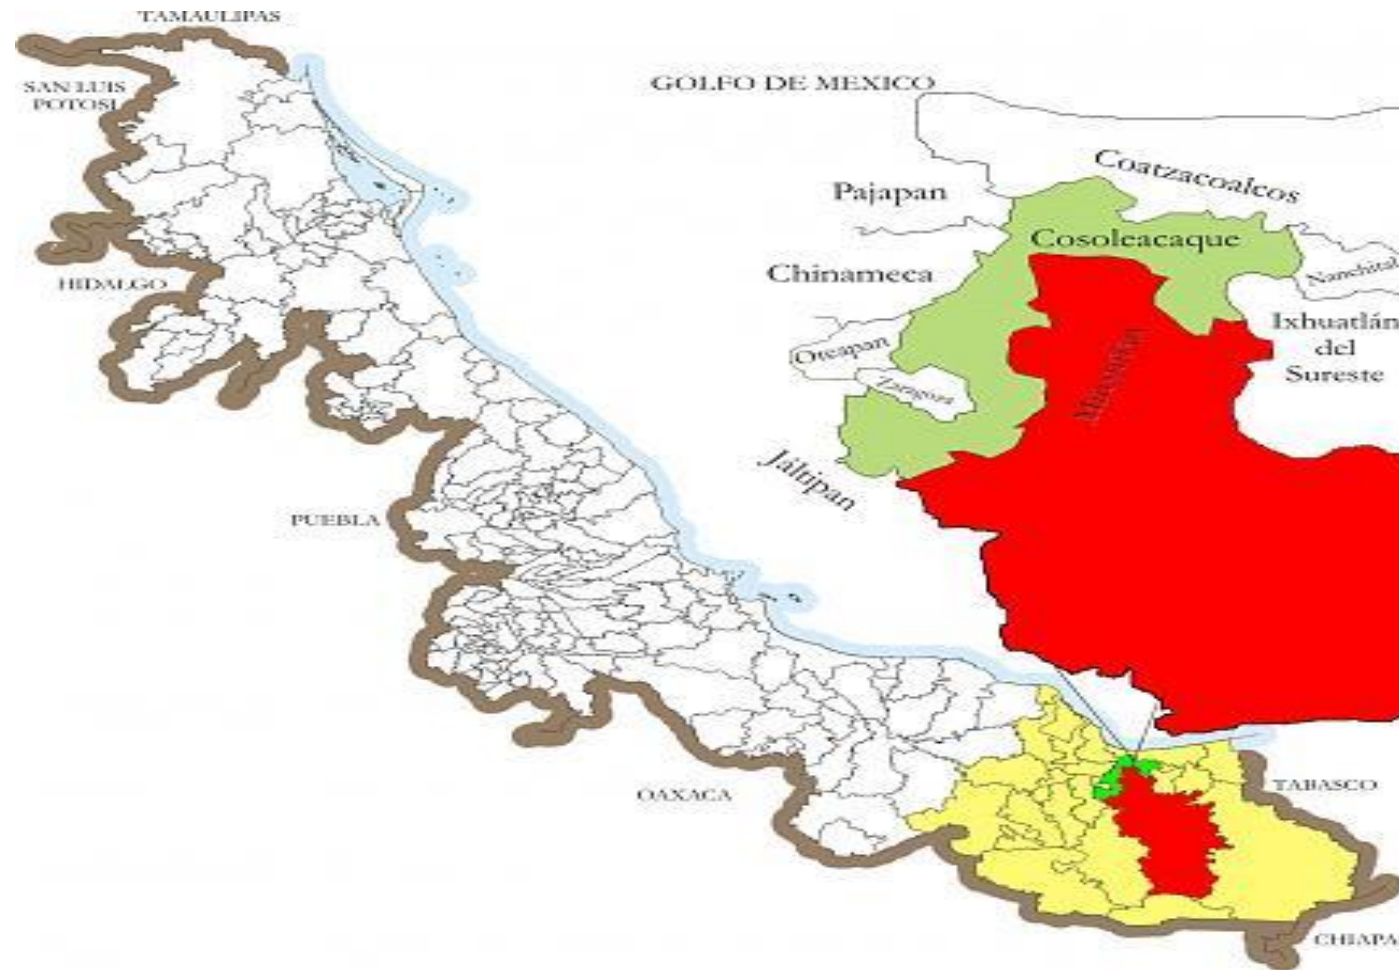 TAMAULIPAS
SAN LUIS
POTOSI
HIDALGO
PUEBLA
OAXACA
TABASCO
CHIAPA
GOLFO DE MEXICO
Coatzacoalcos
Pajapan
Cosoleacaque
Chinameca
Nanchital
Ixhuatlán
del
Sureste
Oteapan
Zaragoza
Jáltipan